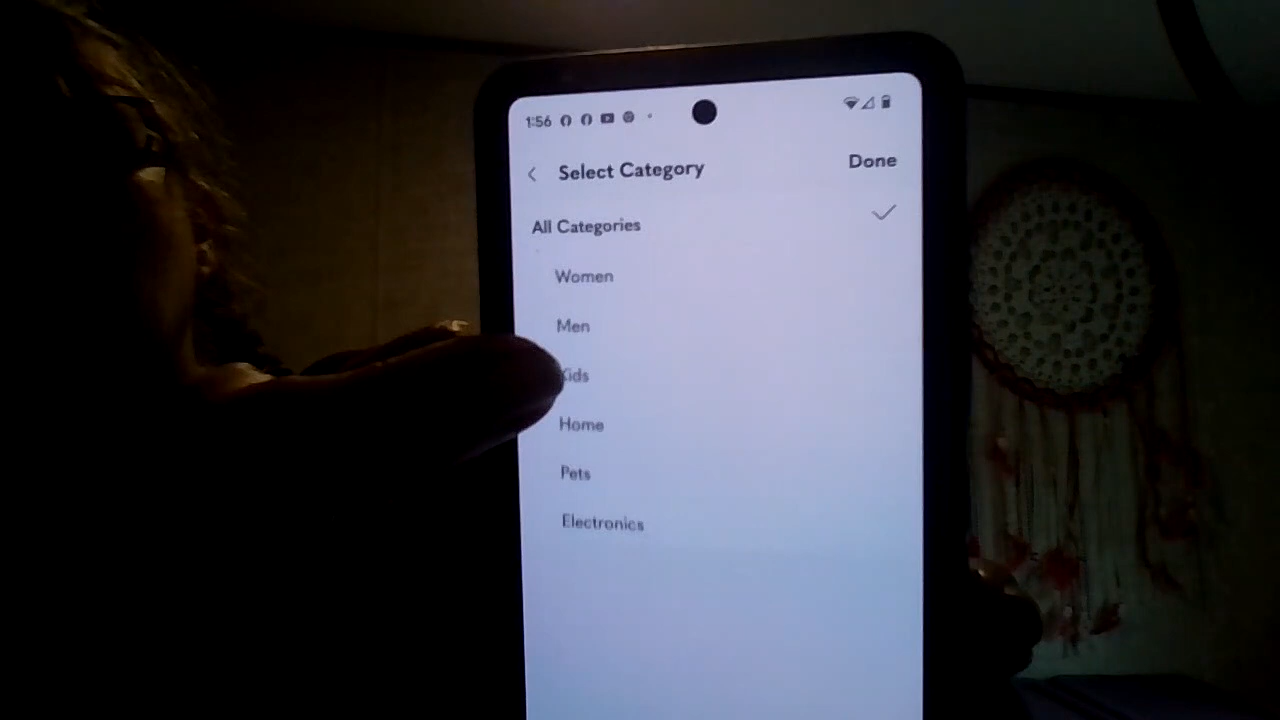 1:56
Select Category
Done
All Categories
Women
Men
Kids
Home
Pets
Electronics